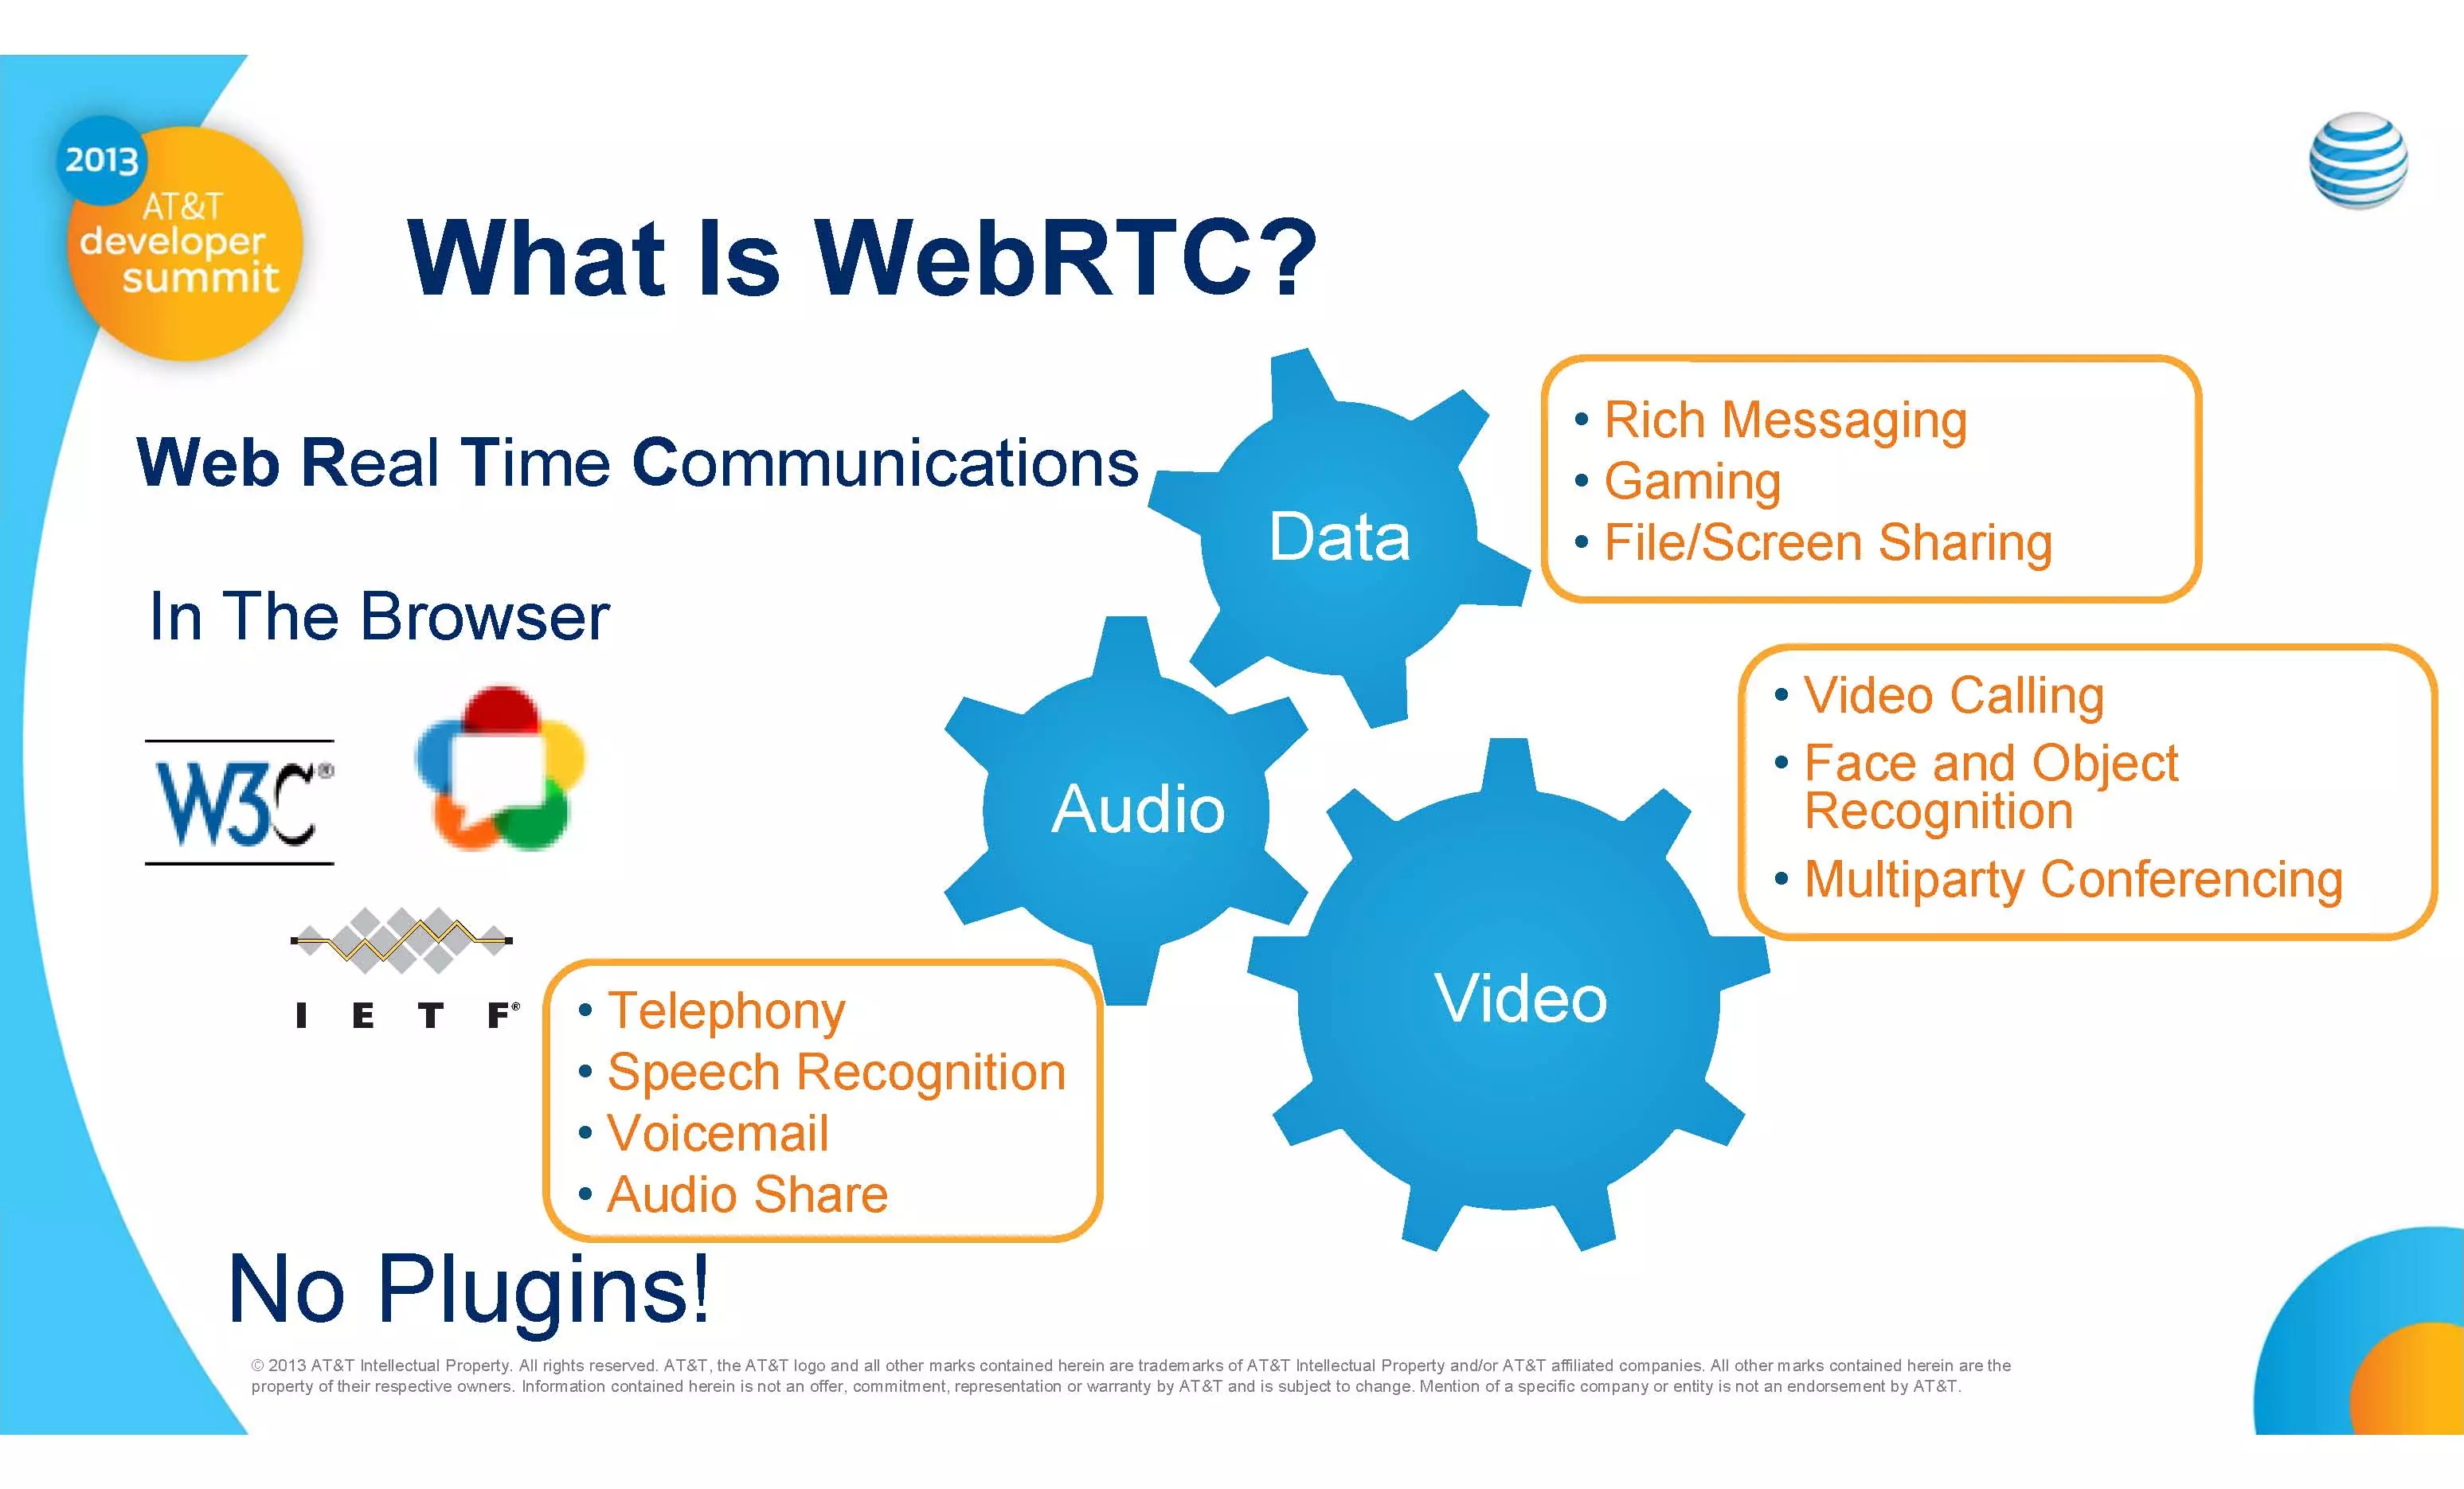 2013
AT&T
developer
summit
What Is WebRTC?
Web Real Time Communications
In The Browser
W3C®
I E T F®
Data
• Rich Messaging
• Gaming
• File/Screen Sharing
Audio
• Telephony
• Speech Recognition
• Voicemail
• Audio Share
Video
• Video Calling
• Face and Object
Recognition
• Multiparty Conferencing
No Plugins!
© 2013 AT&T Intellectual Property. All rights reserved. AT&T, the AT&T logo and all other marks contained herein are trademarks of AT&T Intellectual Property and/or AT&T affiliated companies. All other marks contained herein are the
property of their respective owners. Information contained herein is not an offer, commitment, representation or warranty by AT&T and is subject to change. Mention of a specific company or entity is not an endorsement by AT&T.